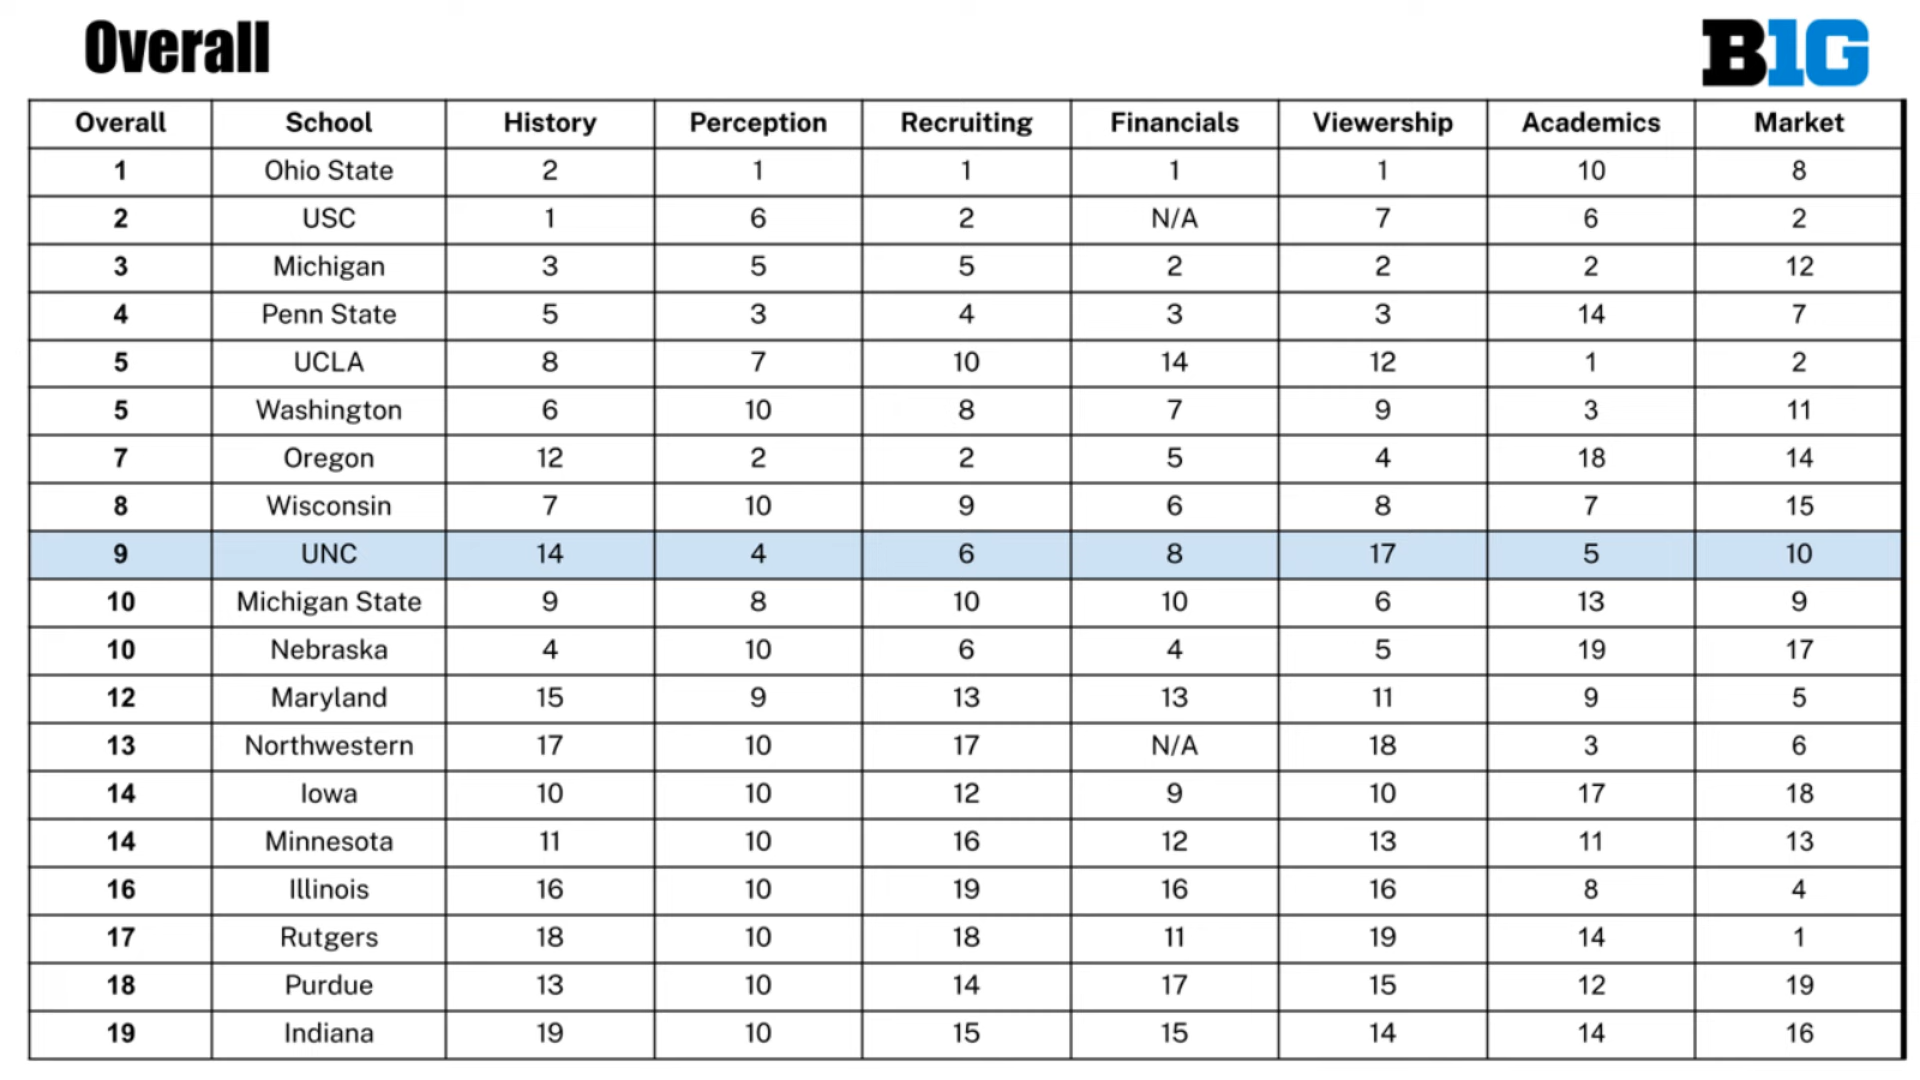 Overall
B1G
Overall School History Perception Recruiting Financials Viewership Academics Market
1 Ohio State 2 1 1 1 1 10 8
2 USC 1 6 2 N/A 7 6 2
3 Michigan 3 5 5 2 2 2 12
4 Penn State 5 3 4 3 3 14 7
5 UCLA 8 7 10 14 12 1 2
5 Washington 6 10 8 7 9 3 11
7 Oregon 12 2 2 5 4 18 14
8 Wisconsin 7 10 9 6 8 7 15
9 UNC 14 4 6 8 17 5 10
10 Michigan State 9 8 10 10 6 13 9
10 Nebraska 4 10 6 4 5 19 17
12 Maryland 15 9 13 13 11 9 5
13 Northwestern 17 10 17 N/A 18 3 6
14 Iowa 10 10 12 9 10 17 18
14 Minnesota 11 10 16 12 13 11 13
16 Illinois 16 10 19 16 16 8 4
17 Rutgers 18 10 18 11 19 14 1
18 Purdue 13 10 14 17 15 12 19
19 Indiana 19 10 15 15 14 14 16